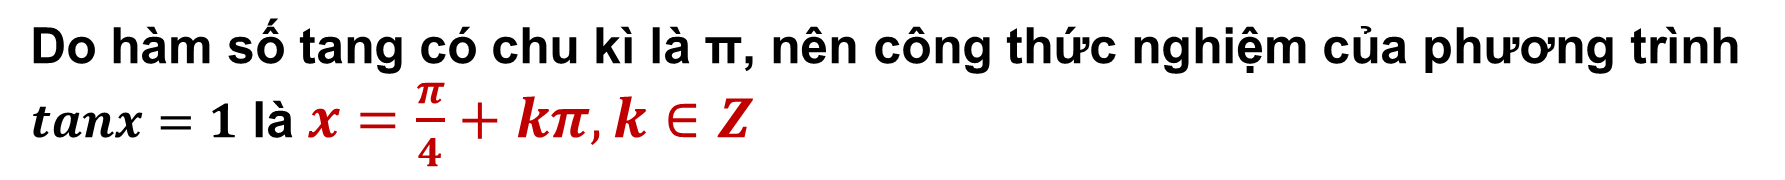 Do hàm số tang có chu kì là π, nên công thức nghiệm của phương trình
tanx = 1 là x = π/4 + kπ, k ∈ Z